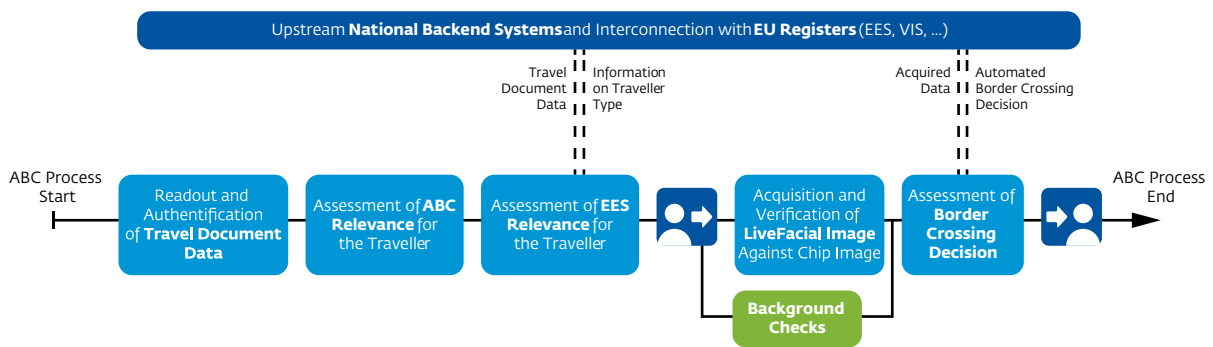 Upstream National Backend Systems and Interconnection with EU Registers (EES, VIS, ...)
Travel
Document
Data
Information
on Traveller
Type
Acquired
Data
Automated
Border Crossing
Decision
ABC Process
Start
Readout and
Authentification
of Travel Document
Data
Assessment of ABC
Relevance for
the Traveller
Assessment of EES
Relevance for
the Traveller
Acquisition and
Verification of
LiveFacial Image
Against Chip Image
Assessment of
Border
Crossing
Decision
ABC Process
End
Background
Checks